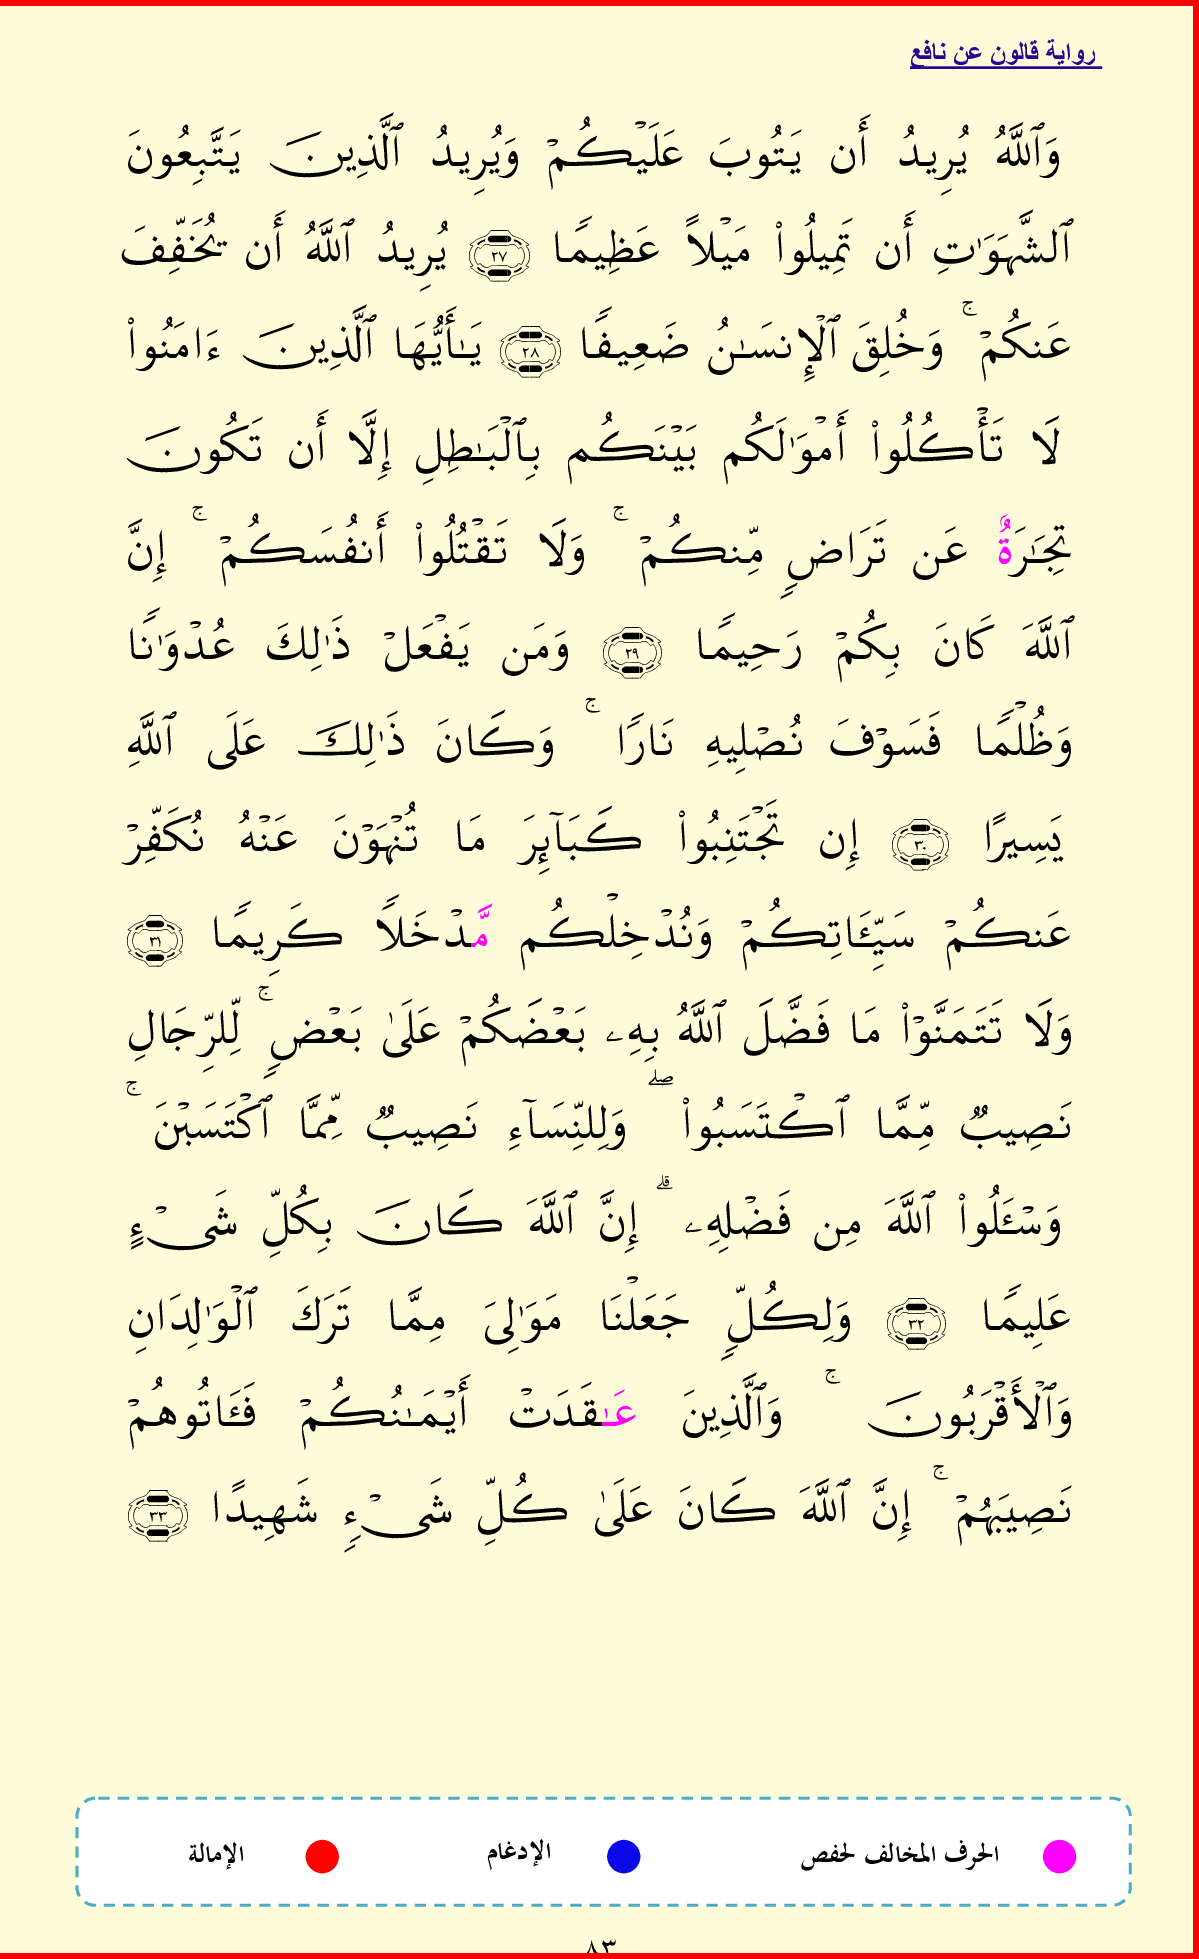 رواية قالون عن نافع
وَٱللَّهُ يُرِيدُ أَن يَتُوبَ عَلَيْكُمْ وَيُرِيدُ ٱلَّذِينَ يَتَّبِعُونَ
ٱلشَّهَوَٰتِ أَن تَمِيلُوا۟ مَيْلًا عَظِيمًا ٢٧ يُرِيدُ ٱللَّهُ أَن تُخَفِّفَ
عَنكُمْ ۚ وَخُلِقَ ٱلْإِنسَـٰنُ ضَعِيفًا ٢٨ يَـٰٓأَيُّهَا ٱلَّذِينَ ءَامَنُوا۟
لَا تَأْكُلُوا۟ أَمْوَٰلَكُم بَيْنَكُم بِٱلْبَـٰطِلِ إِلَّا أَن تَكُونَ
تِجَـٰرَةٌ عَن تَرَاضٍ مِّنكُمْ ۚ وَلَا تَقْتُلُوا۟ أَنفُسَكُمْ ۚ إِنَّ
ٱللَّهَ كَانَ بِكُمْ رَحِيمًا ٢٩ وَمَن يَفْعَلْ ذَٰلِكَ عُدْوَٰنًا
وَظُلْمًا فَسَوْفَ نُصْلِيهِ نَارًا ۚ وَكَانَ ذَٰلِكَ عَلَى ٱللَّهِ
يَسِيرًا ٣٠ إِن تَجْتَنِبُوا۟ كَبَآئِرَ مَا تُنْهَوْنَ عَنْهُ نُكَفِّرْ
عَنكُمْ سَيِّـَٔاتِكُمْ وَنُدْخِلْكُم مَّدْخَلًا كَرِيمًا ٣١
وَلَا تَتَمَنَّوْا۟ مَا فَضَّلَ ٱللَّهُ بِهِۦ بَعْضَكُمْ عَلَىٰ بَعْضٍ ۚ لِّلرِّجَالِ
نَصِيبٌ مِّمَّا ٱكْتَسَبُوا۟ ۖ وَلِلنِّسَآءِ نَصِيبٌ مِّمَّا ٱكْتَسَبْنَ ۚ
وَسْـَٔلُوا۟ ٱللَّهَ مِن فَضْلِهِۦ ۗ إِنَّ ٱللَّهَ كَانَ بِكُلِّ شَىْءٍ
عَلِيمًا ٣٢ وَلِكُلٍّ جَعَلْنَا مَوَٰلِىَ مِمَّا تَرَكَ ٱلْوَٰلِدَانِ
وَٱلْأَقْرَبُونَ ۚ وَٱلَّذِينَ عَـٰقَدَتْ أَيْمَـٰنُكُمْ فَـَٔاتُوهُمْ
نَصِيبَهُمْ ۚ إِنَّ ٱللَّهَ كَانَ عَلَىٰ كُلِّ شَىْءٍ شَهِيدًا ٣٣
الحرف المخالف لحفص الإدغام الإمالة
٨٣